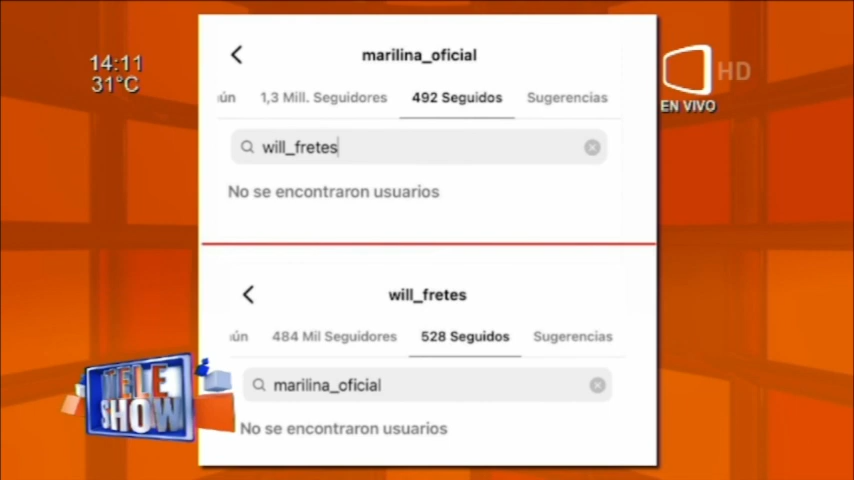 14:11
31°C
HD
EN VIVO
marilina_oficial
ún 1,3 Mill. Seguidores 492 Seguidos Sugerencias
will_fretes
No se encontraron usuarios
will_fretes
ún 484 Mil Seguidores 528 Seguidos Sugerencias
marilina_oficial
No se encontraron usuarios
TELE
SHOW